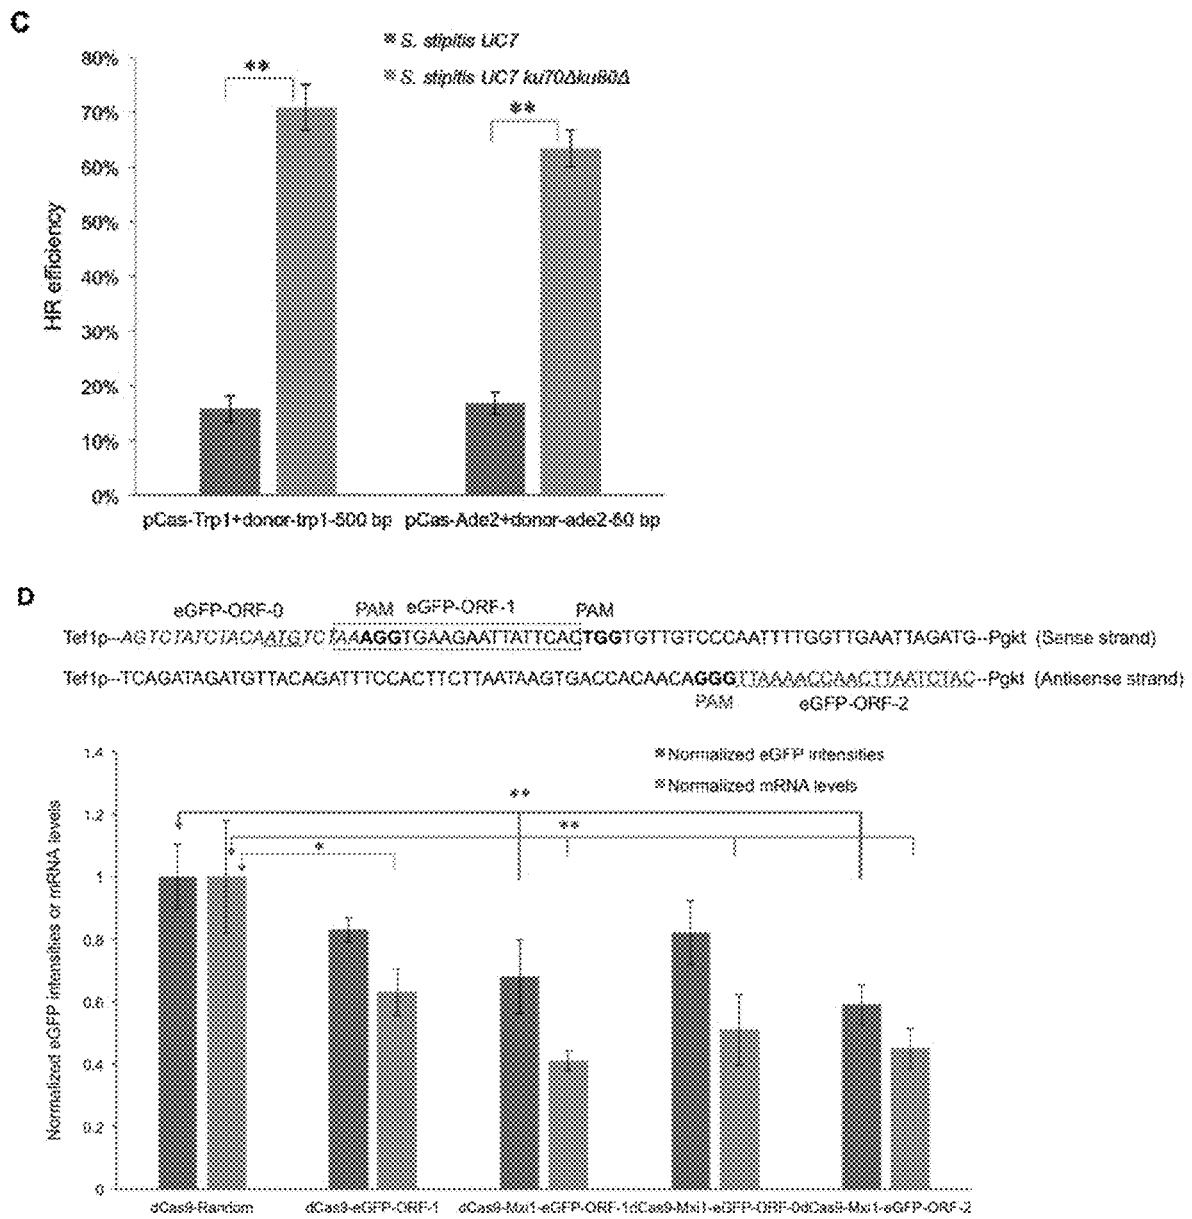 C
S. stipitis UC7
S. stipitis UC7 ku70Δku80Δ
80%
70%
60%
50%
40%
30%
20%
10%
0%
**
**
HR efficiency
pCas-Trp1+donor-trp1-500 bp
pCas-Ade2+donor-ade2-50 bp
D
eGFP-ORF-0 PAM eGFP-ORF-1 PAM
Tef1p--AGTCTATCTACAATGTCTAAAGGTGAAGAATTATTCACTGGTGTTGTCCCAATTTTGGTTGAATTAGATG--Pgkt (Sense strand)
Tef1p--TCAGATAGATGTTACAGATTTCCACTTCTTAATAAGTGACCACAACAGGGTTAAAACCAACTTAATCTAC--Pgkt (Antisense strand)
PAM eGFP-ORF-2
Normalized eGFP intensities
Normalized mRNA levels
1.4
1.2
1
0.8
0.6
0.4
0.2
0
**
**
*
Normalized eGFP intensities or mRNA levels
dCas9-Random
dCas9-eGFP-ORF-1
dCas9-Mxi1-eGFP-ORF-1
dCas9-Mxi1-eGFP-ORF-0
dCas9-Mxi1-eGFP-ORF-2